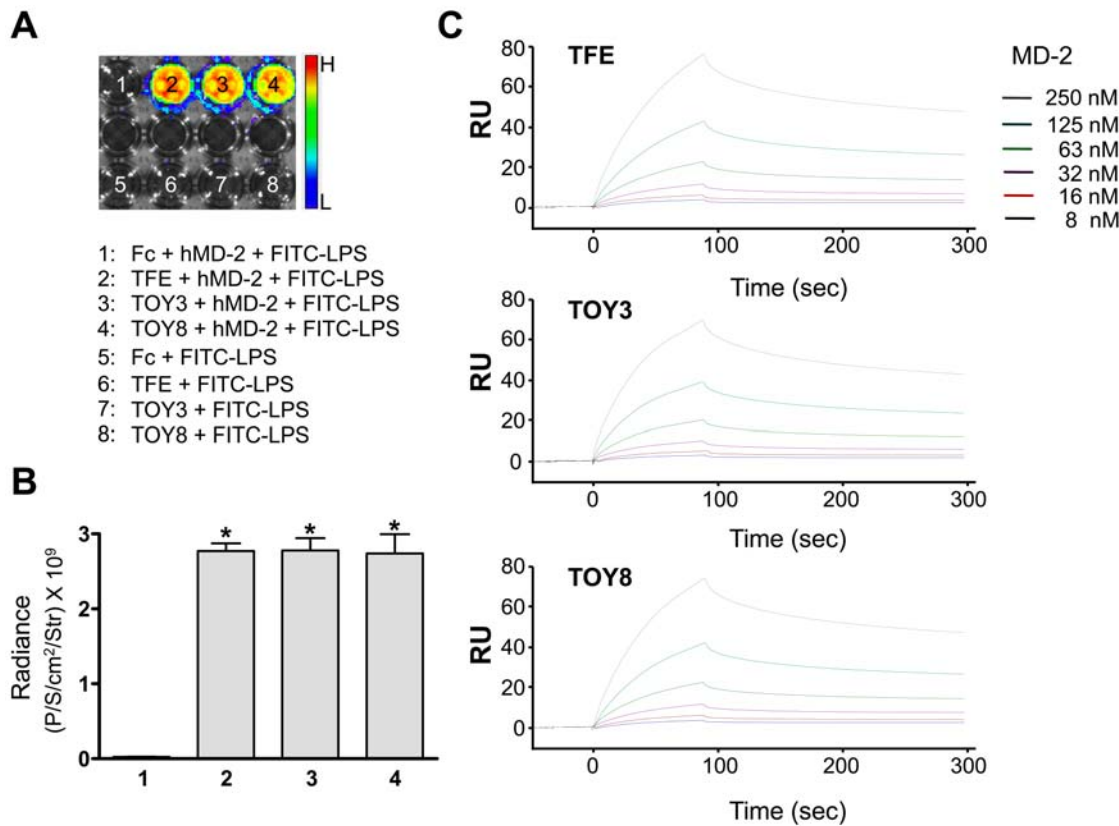 A
H
1 2 3 4
5 6 7 8
L
1: Fc + hMD-2 + FITC-LPS
2: TFE + hMD-2 + FITC-LPS
3: TOY3 + hMD-2 + FITC-LPS
4: TOY8 + hMD-2 + FITC-LPS
5: Fc + FITC-LPS
6: TFE + FITC-LPS
7: TOY3 + FITC-LPS
8: TOY8 + FITC-LPS
B
Radiance
(P/S/cm²/Str) X 10⁹
3
2
1
0
* * *
1 2 3 4
C
TFE
RU
80
60
40
20
0
0 100 200 300
Time (sec)
MD-2
250 nM
125 nM
63 nM
32 nM
16 nM
8 nM
TOY3
RU
80
60
40
20
0
0 100 200 300
Time (sec)
TOY8
RU
80
60
40
20
0
0 100 200 300
Time (sec)